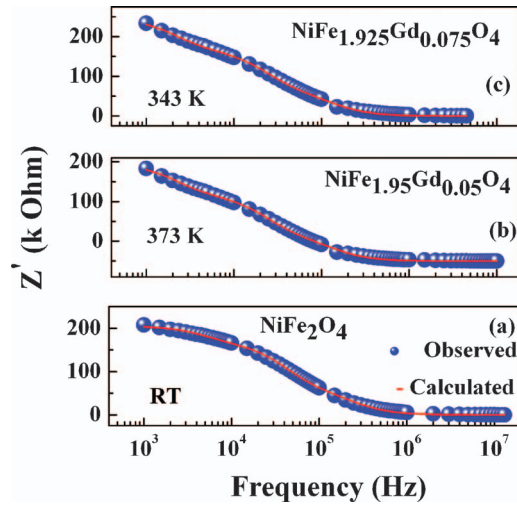 NiFe1.925Gd0.075O4
200
100
0
343 K
(c)
NiFe1.95Gd0.05O4
200
100
0
373 K
(b)
Z' (k Ohm)
NiFe2O4
(a)
300
200
100
0
Observed
Calculated
RT
10^3 10^4 10^5 10^6 10^7
Frequency (Hz)